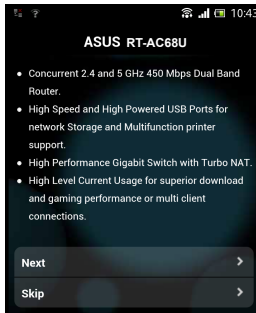 10:43
ASUS RT-AC68U
● Concurrent 2.4 and 5 GHz 450 Mbps Dual Band
Router.
● High Speed and High Powered USB Ports for
network Storage and Multifunction printer
support.
● High Performance Gigabit Switch with Turbo NAT.
● High Level Current Usage for superior download
and gaming performance or multi client
connections.
Next
Skip